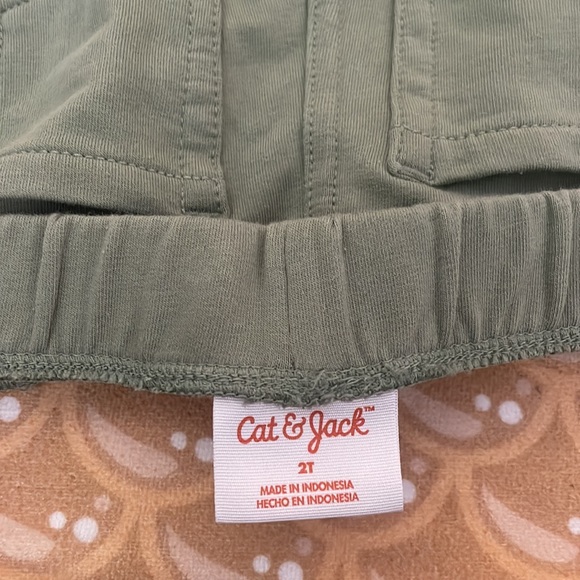 Cat & Jack™
2T
MADE IN INDONESIA
HECHO EN INDONESIA